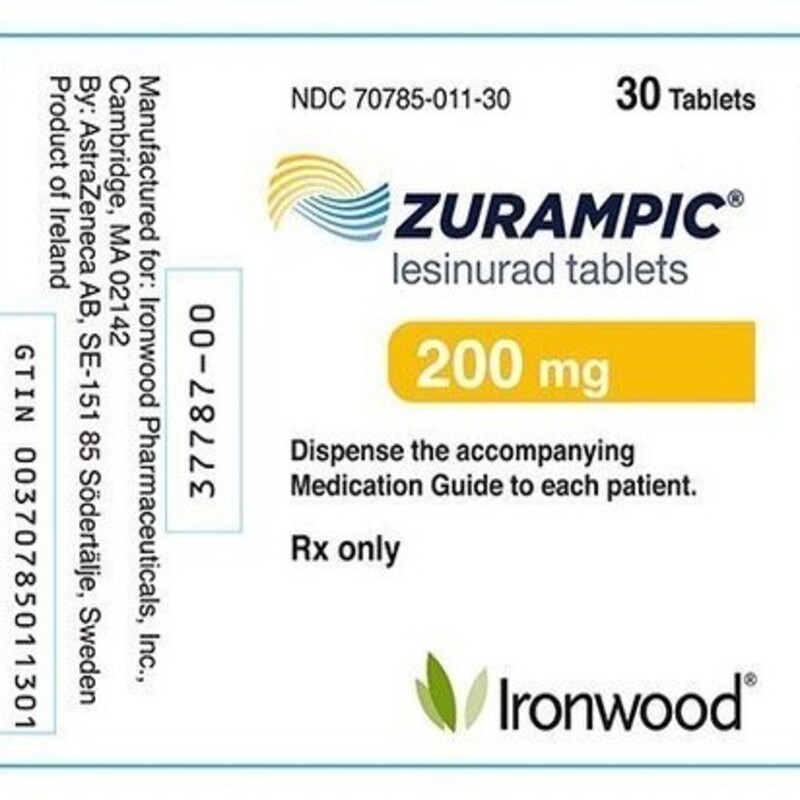 NDC 70785-011-30
30 Tablets
ZURAMPIC®
lesinurad tablets
200 mg
Dispense the accompanying
Medication Guide to each patient.
Rx only
Ironwood®
Manufactured for: Ironwood Pharmaceuticals, Inc.,
Cambridge, MA 02142
By: AstraZeneca AB, SE-151 85 Södertälje, Sweden
Product of Ireland
37787-00
GTIN 00370785011301